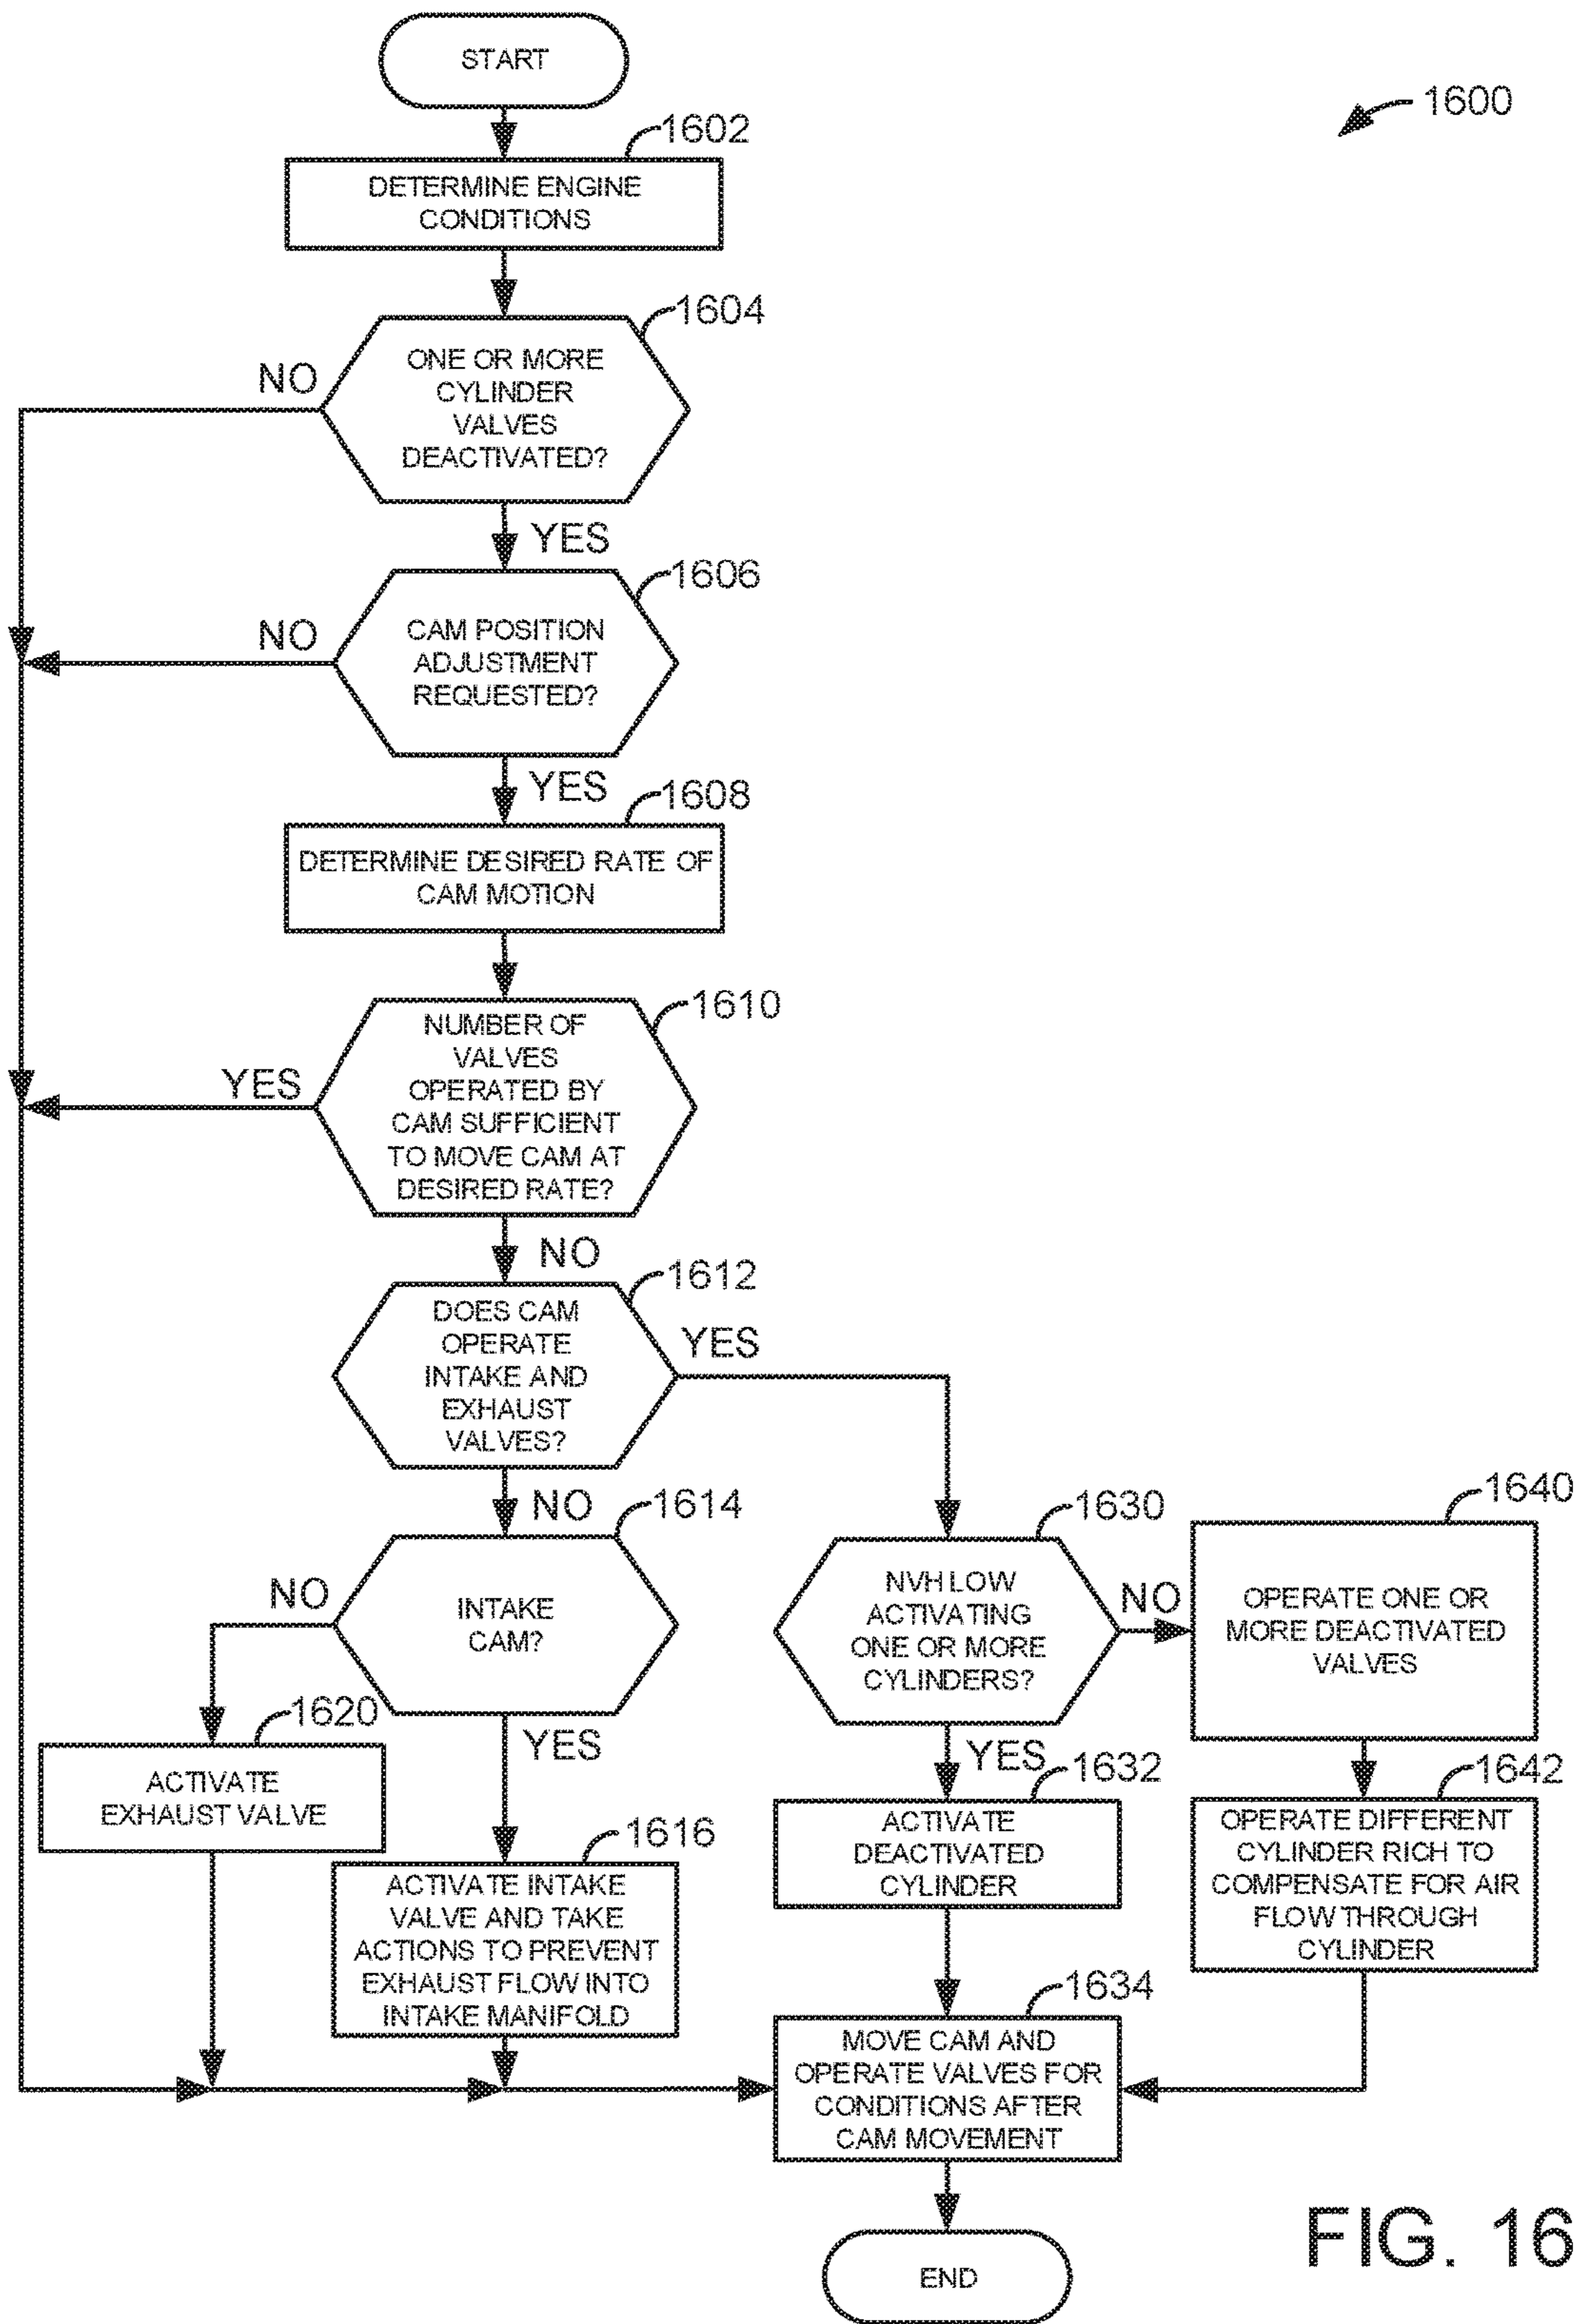 START
1600
1602
DETERMINE ENGINE
CONDITIONS
1604
ONE OR MORE
CYLINDER
VALVES
DEACTIVATED?
NO
YES
1606
CAM POSITION
ADJUSTMENT
REQUESTED?
NO
YES
1608
DETERMINE DESIRED RATE OF
CAM MOTION
1610
NUMBER OF
VALVES
OPERATED BY
CAM SUFFICIENT
TO MOVE CAM AT
DESIRED RATE?
YES
NO
1612
DOES CAM
OPERATE
INTAKE AND
EXHAUST
VALVES?
YES
NO
1614
INTAKE
CAM?
NO
YES
1620
ACTIVATE
EXHAUST VALVE
1616
ACTIVATE INTAKE
VALVE AND TAKE
ACTIONS TO PREVENT
EXHAUST FLOW INTO
INTAKE MANIFOLD
1630
NVH LOW
ACTIVATING
ONE OR MORE
CYLINDERS?
NO
YES
1632
ACTIVATE
DEACTIVATED
CYLINDER
1640
OPERATE ONE OR
MORE DEACTIVATED
VALVES
1642
OPERATE DIFFERENT
CYLINDER RICH TO
COMPENSATE FOR AIR
FLOW THROUGH
CYLINDER
1634
MOVE CAM AND
OPERATE VALVES FOR
CONDITIONS AFTER
CAM MOVEMENT
END
FIG. 16